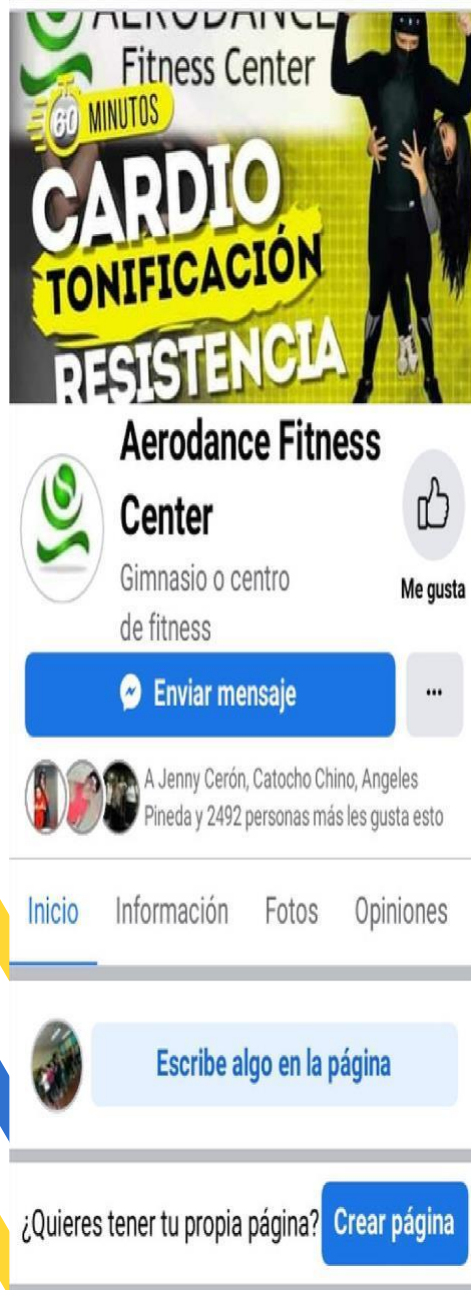 AERODANCE
Fitness Center
60 MINUTOS
CARDIO
TONIFICACIÓN
RESISTENCIA
Aerodance Fitness
Center
Gimnasio o centro
de fitness
Me gusta
Enviar mensaje
...
A Jenny Cerón, Catocho Chino, Angeles
Pineda y 2492 personas más les gusta esto
Inicio Información Fotos Opiniones
Escribe algo en la página
¿Quieres tener tu propia página? Crear página